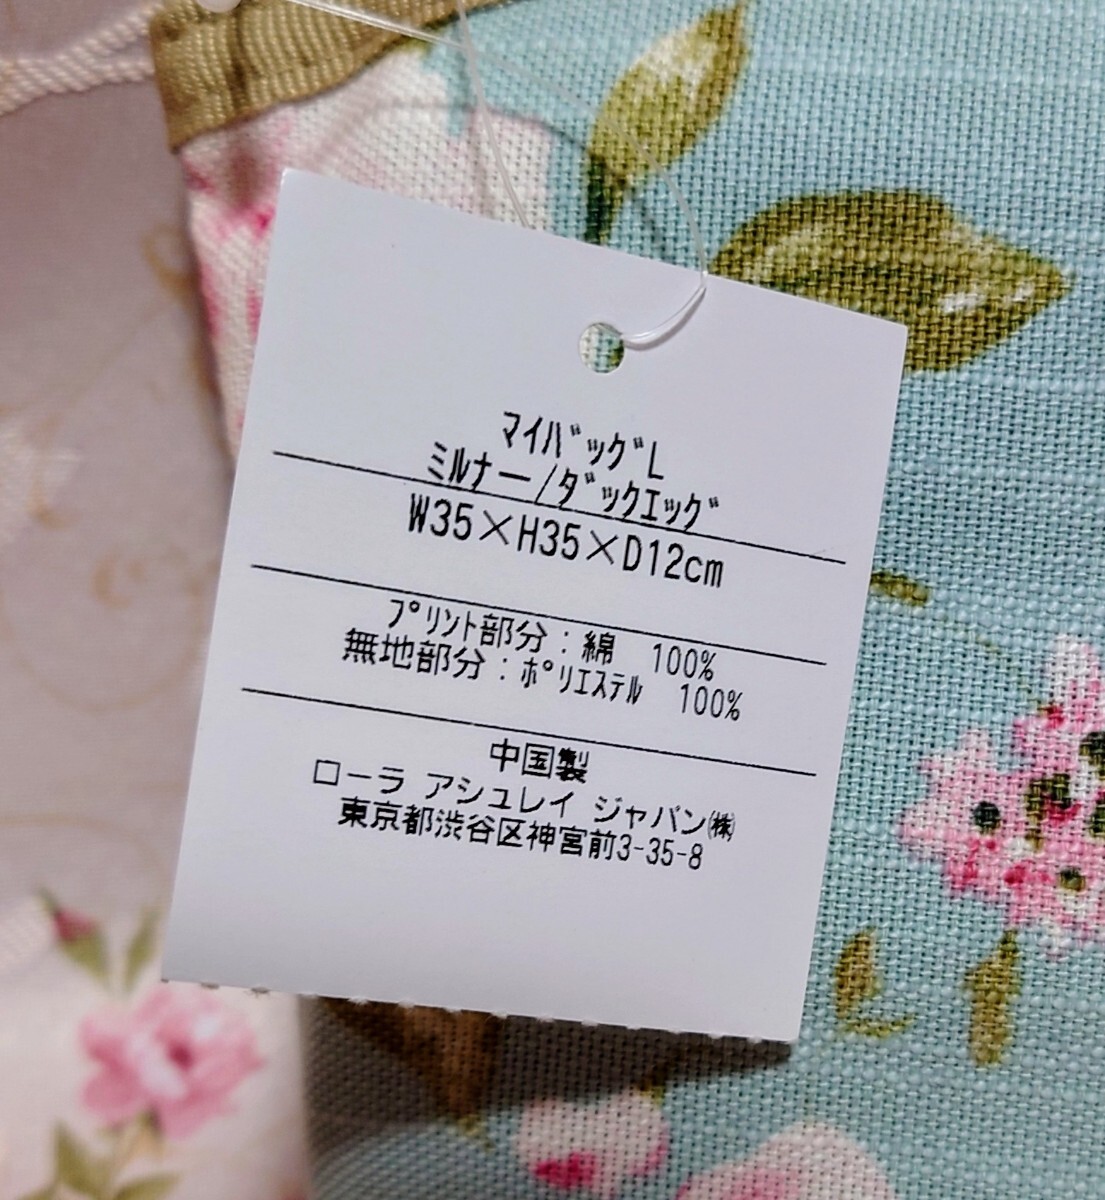 ﾏｲﾊﾞｯｸﾞL
ﾐﾙﾅｰ/ﾀﾞｯｸｴｯｸﾞ
W35×H35×D12cm
ﾌﾟﾘﾝﾄ部分：綿　100%
無地部分：ﾎﾟﾘｴｽﾃﾙ　100%
中国製
ローラ アシュレイ ジャパン㈱
東京都渋谷区神宮前3-35-8